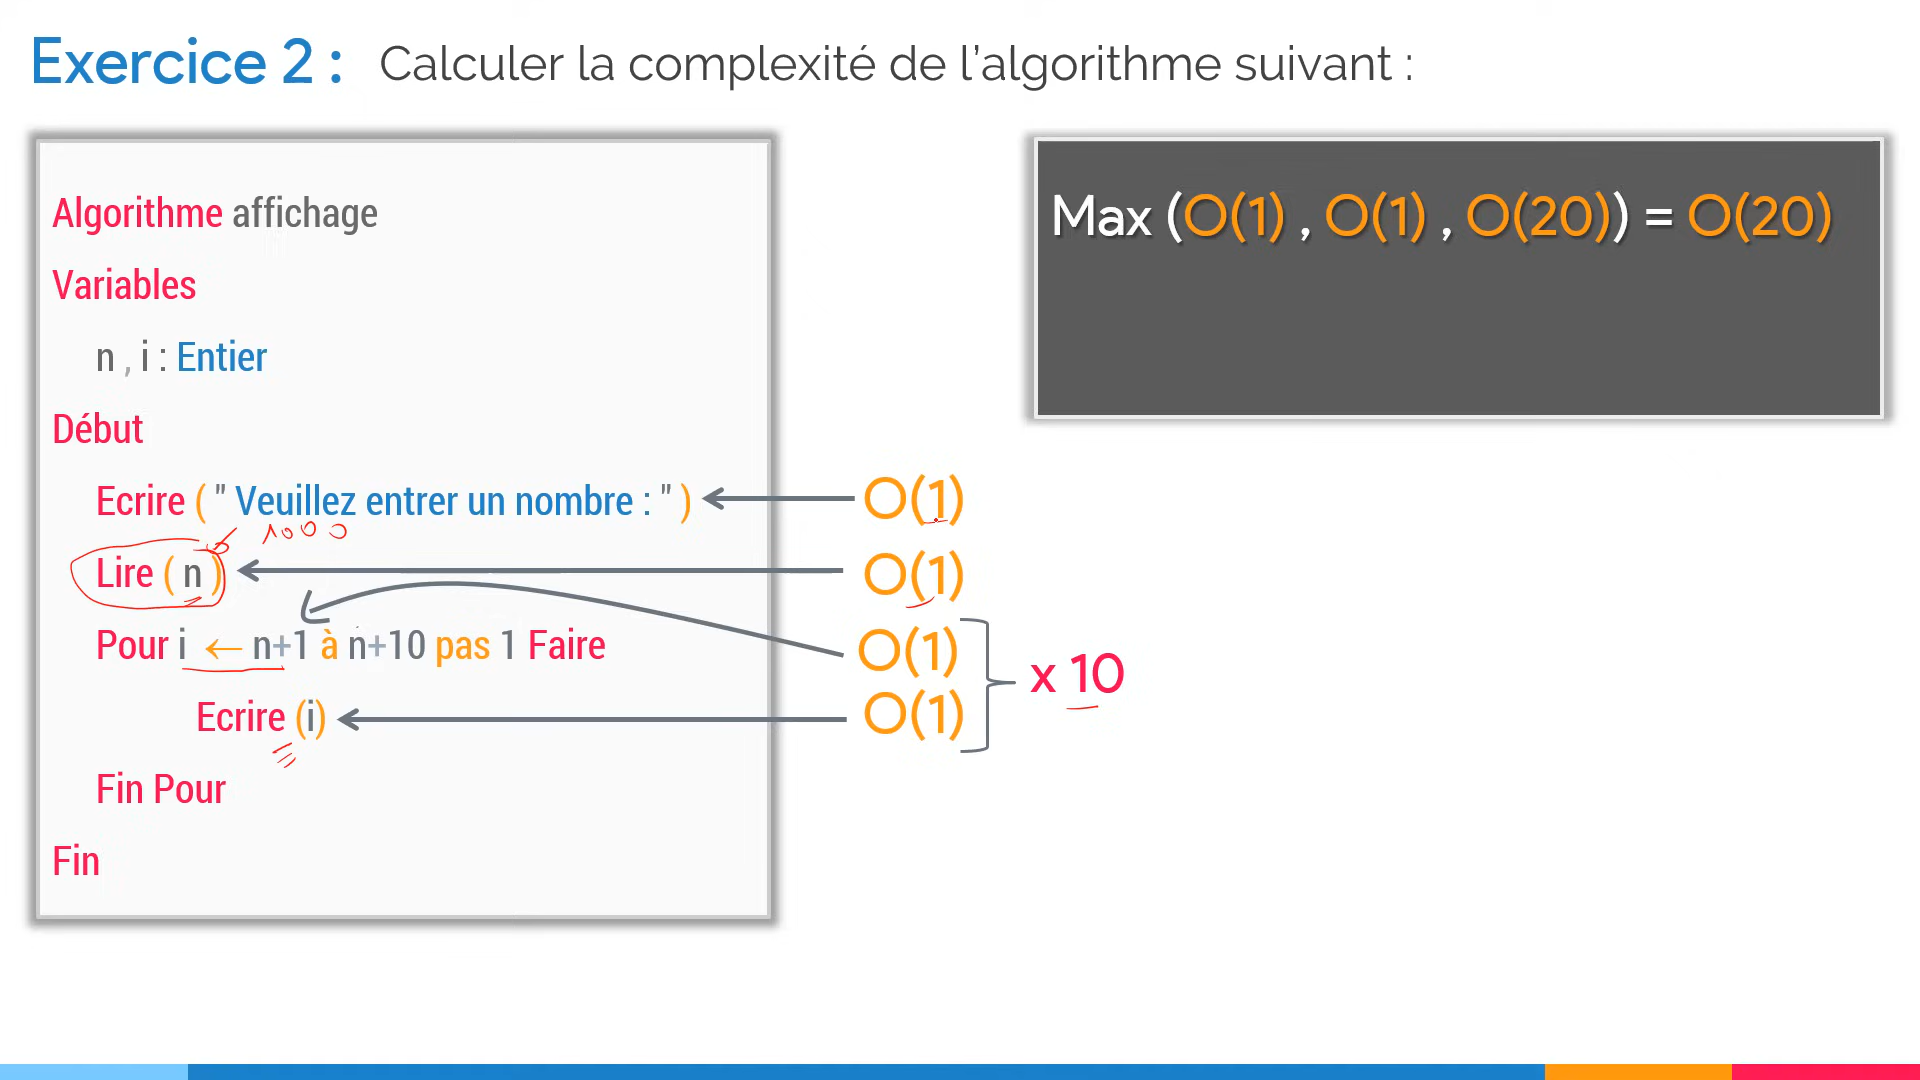 Exercice 2 : Calculer la complexité de l'algorithme suivant :
Algorithme affichage
Variables
n , i : Entier
Début
Ecrire ( " Veuillez entrer un nombre : " )
1000
Lire ( n )
Pour i ← n+1 à n+10 pas 1 Faire
Ecrire (i)
Fin Pour
Fin
O(1)
O(1)
O(1)
O(1)
x 10
Max (O(1) , O(1) , O(20)) = O(20)